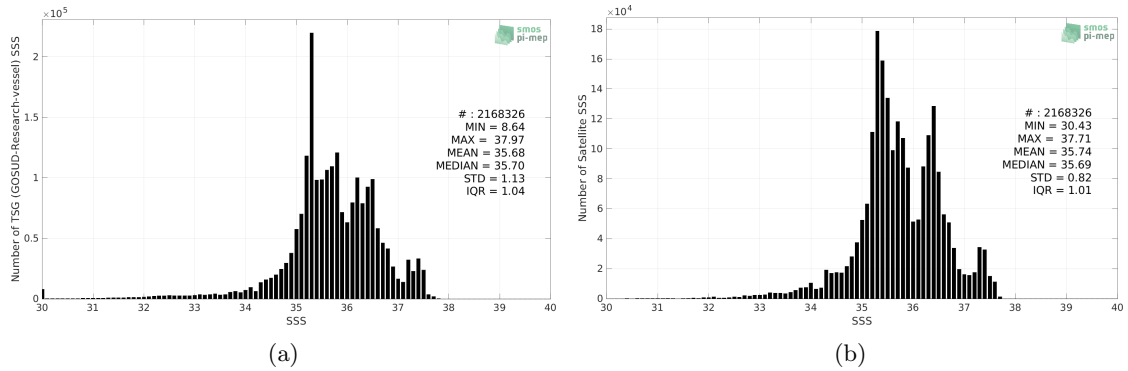 ×10⁵
smos
pi-mep
Number of TSG (GOSUD-Research-vessel) SSS
2
1.5
1
0.5
0
# : 2168326
MIN = 8.64
MAX = 37.97
MEAN = 35.68
MEDIAN = 35.70
STD = 1.13
IQR = 1.04
30 31 32 33 34 35 36 37 38 39 40
SSS
(a)
×10⁴
smos
pi-mep
Number of Satellite SSS
18
16
14
12
10
8
6
4
2
0
# : 2168326
MIN = 30.43
MAX = 37.71
MEAN = 35.74
MEDIAN = 35.69
STD = 0.82
IQR = 1.01
30 31 32 33 34 35 36 37 38 39 40
SSS
(b)